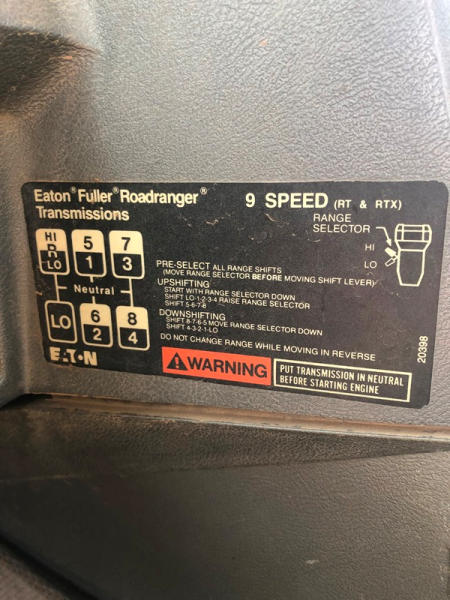 Eaton® Fuller® Roadranger®
Transmissions
9 SPEED (RT & RTX)
RANGE
SELECTOR
HI
LO
HI 5 7
R
LO 1 3
Neutral
LO 6 8
2 4
EATON
PRE-SELECT ALL RANGE SHIFTS
(MOVE RANGE SELECTOR BEFORE MOVING SHIFT LEVER)
UPSHIFTING
START WITH RANGE SELECTOR DOWN
SHIFT LO-1-2-3-4 RAISE RANGE SELECTOR
SHIFT 5-6-7-8
DOWNSHIFTING
SHIFT 8-7-6-5 MOVE RANGE SELECTOR DOWN
SHIFT 4-3-2-1-LO
DO NOT CHANGE RANGE WHILE MOVING IN REVERSE
WARNING
PUT TRANSMISSION IN NEUTRAL
BEFORE STARTING ENGINE
20398